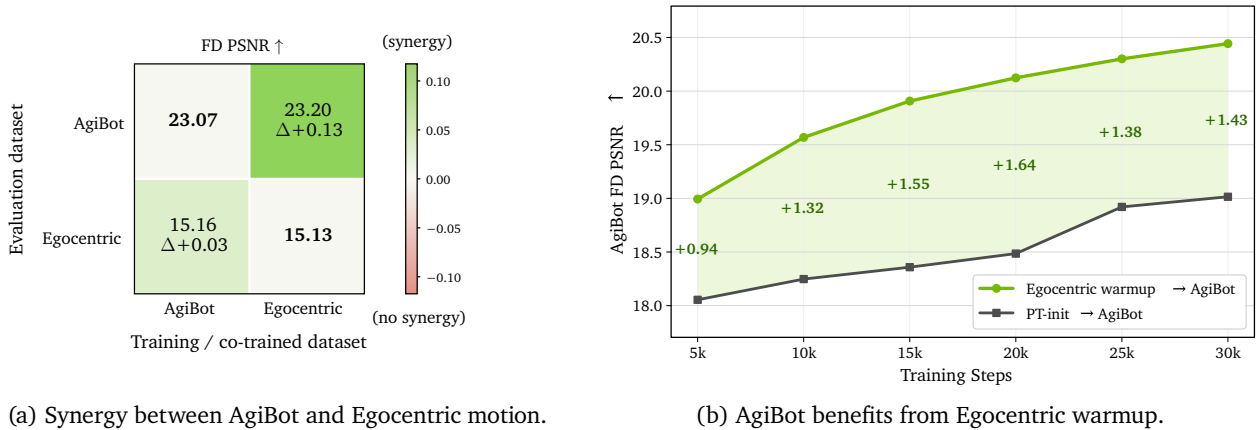 FD PSNR ↑
(synergy)
Evaluation dataset
AgiBot
Egocentric
23.07
23.20
Δ+0.13
15.16
Δ+0.03
15.13
AgiBot
Egocentric
Training / co-trained dataset
0.10
0.05
0.00
−0.05
−0.10
(no synergy)
(a) Synergy between AgiBot and Egocentric motion.
AgiBot FD PSNR ↑
20.5
20.0
19.5
19.0
18.5
18.0
+0.94
+1.32
+1.55
+1.64
+1.38
+1.43
Egocentric warmup → AgiBot
PT-init → AgiBot
5k
10k
15k
20k
25k
30k
Training Steps
(b) AgiBot benefits from Egocentric warmup.